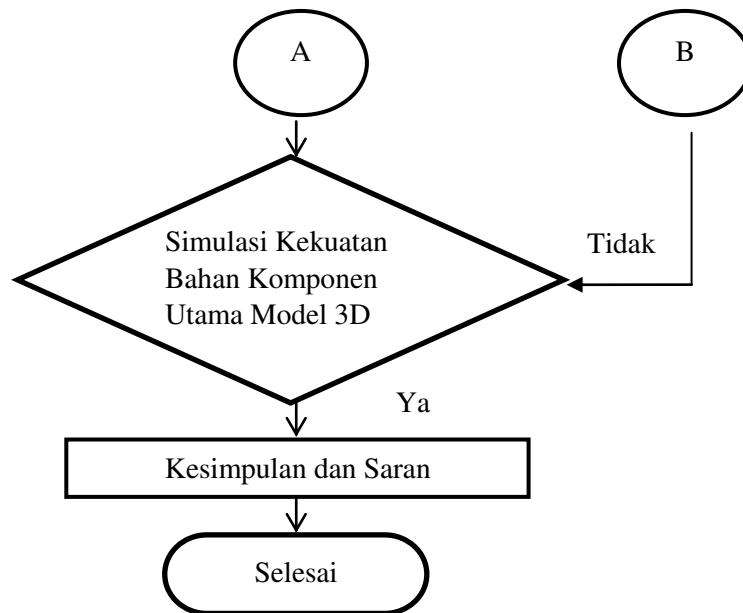 A
B
Simulasi Kekuatan
Bahan Komponen
Utama Model 3D
Tidak
Ya
Kesimpulan dan Saran
Selesai